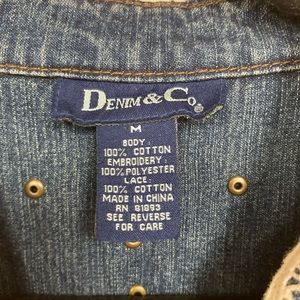 DENIM & CO®
M
BODY:
100% COTTON
EMBROIDERY:
100% POLYESTER
LACE:
100% COTTON
MADE IN CHINA
RN 81893
SEE REVERSE
FOR CARE